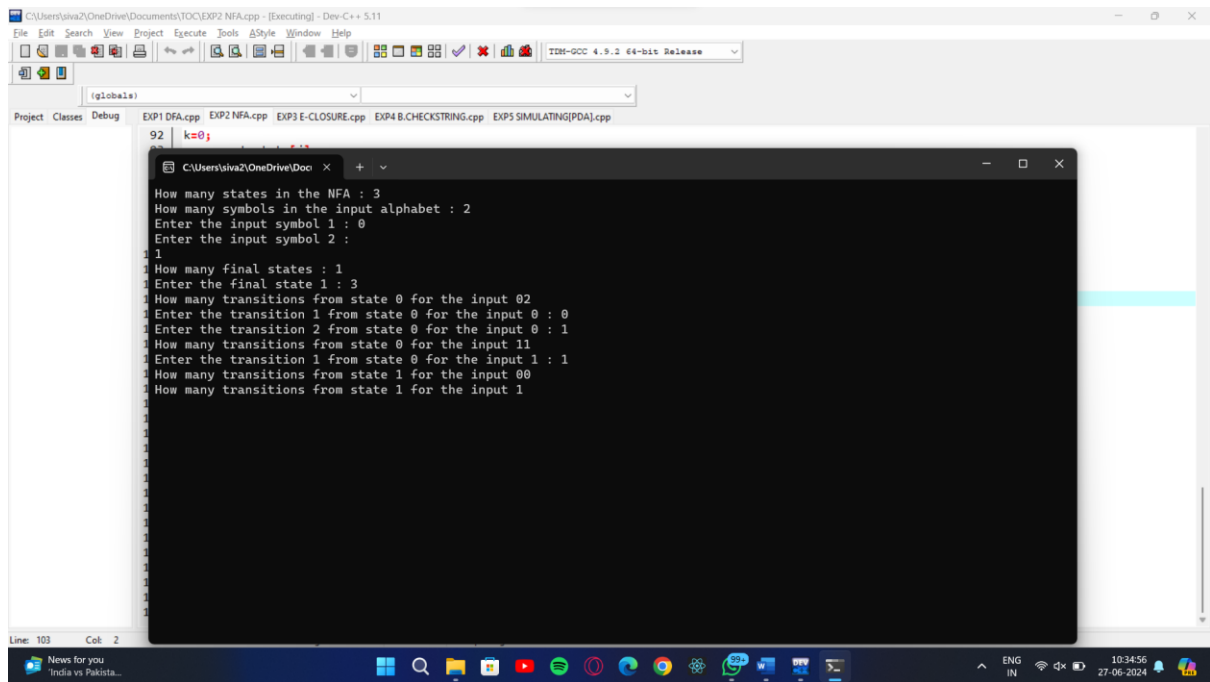 C:\Users\siva2\OneDrive\Documents\TOC\EXP2 NFA.cpp - [Executing] - Dev-C++ 5.11
File Edit Search View Project Execute Tools AStyle Window Help
TDM-GCC 4.9.2 64-bit Release
(globals)
Project Classes Debug EXP1 DFA.cpp EXP2 NFA.cpp EXP3 E-CLOSURE.cpp EXP4 B.CHECKSTRING.cpp EXP5 SIMULATING[PDA].cpp
92 k=0;
C:\Users\siva2\OneDrive\Doc
How many states in the NFA : 3
How many symbols in the input alphabet : 2
Enter the input symbol 1 : 0
Enter the input symbol 2 :
1
How many final states : 1
Enter the final state 1 : 3
How many transitions from state 0 for the input 02
Enter the transition 1 from state 0 for the input 0 : 0
Enter the transition 2 from state 0 for the input 0 : 1
How many transitions from state 0 for the input 11
Enter the transition 1 from state 0 for the input 1 : 1
How many transitions from state 1 for the input 00
How many transitions from state 1 for the input 1
Line: 103 Col: 2
News for you
'India vs Pakista...
99+
ENG
IN
10:34:56
27-06-2024